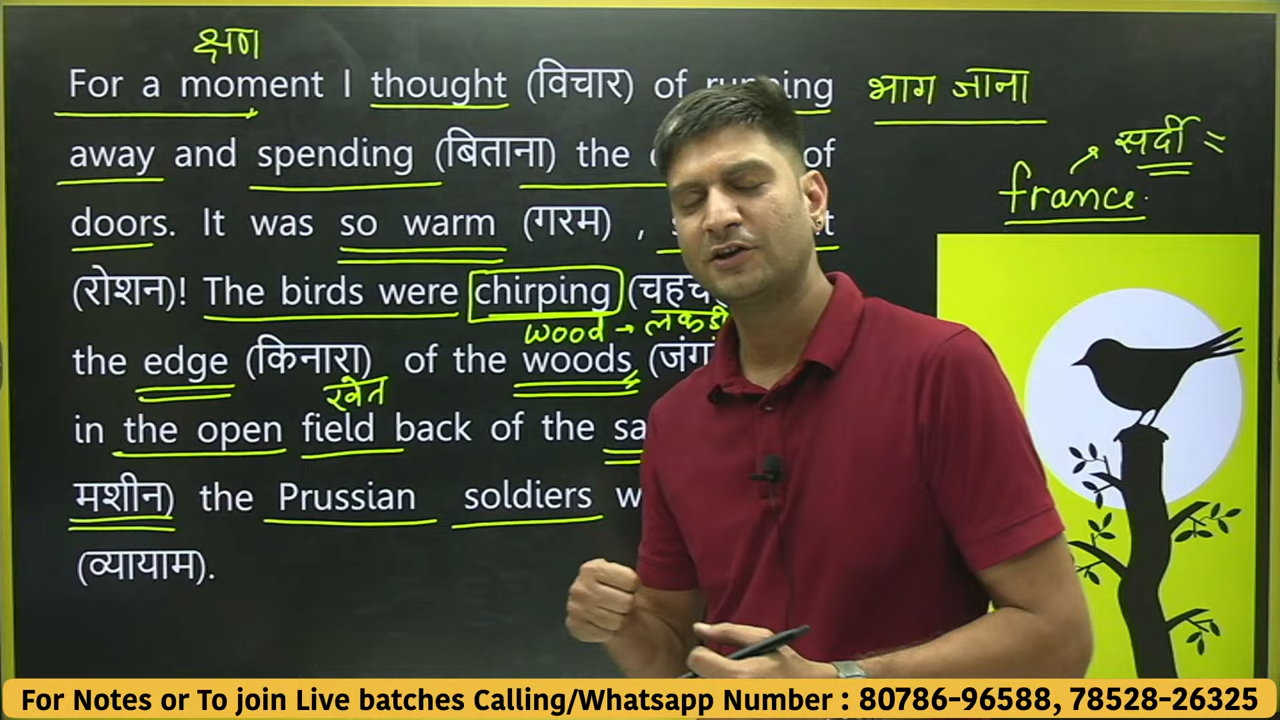 क्षण
For a moment I thought (विचार) of running भाग जाना
away and spending (बिताना) the of
सर्दी =
doors. It was so warm (गरम) ,
france.
(रोशन)! The birds were chirping
wood → लकड़ी
the edge (किनारा) of the woods
खेत
in the open field back of the
मशीन) the Prussian soldiers
(व्यायाम).
For Notes or To join Live batches Calling/Whatsapp Number : 80786-96588, 78528-26325